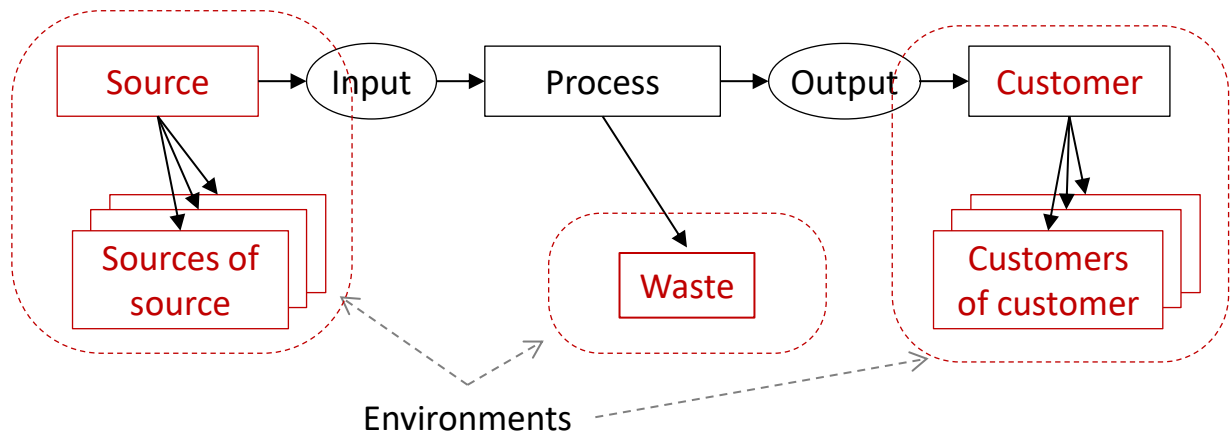 Source
Input
Process
Output
Customer
Sources of
source
Waste
Customers
of customer
Environments